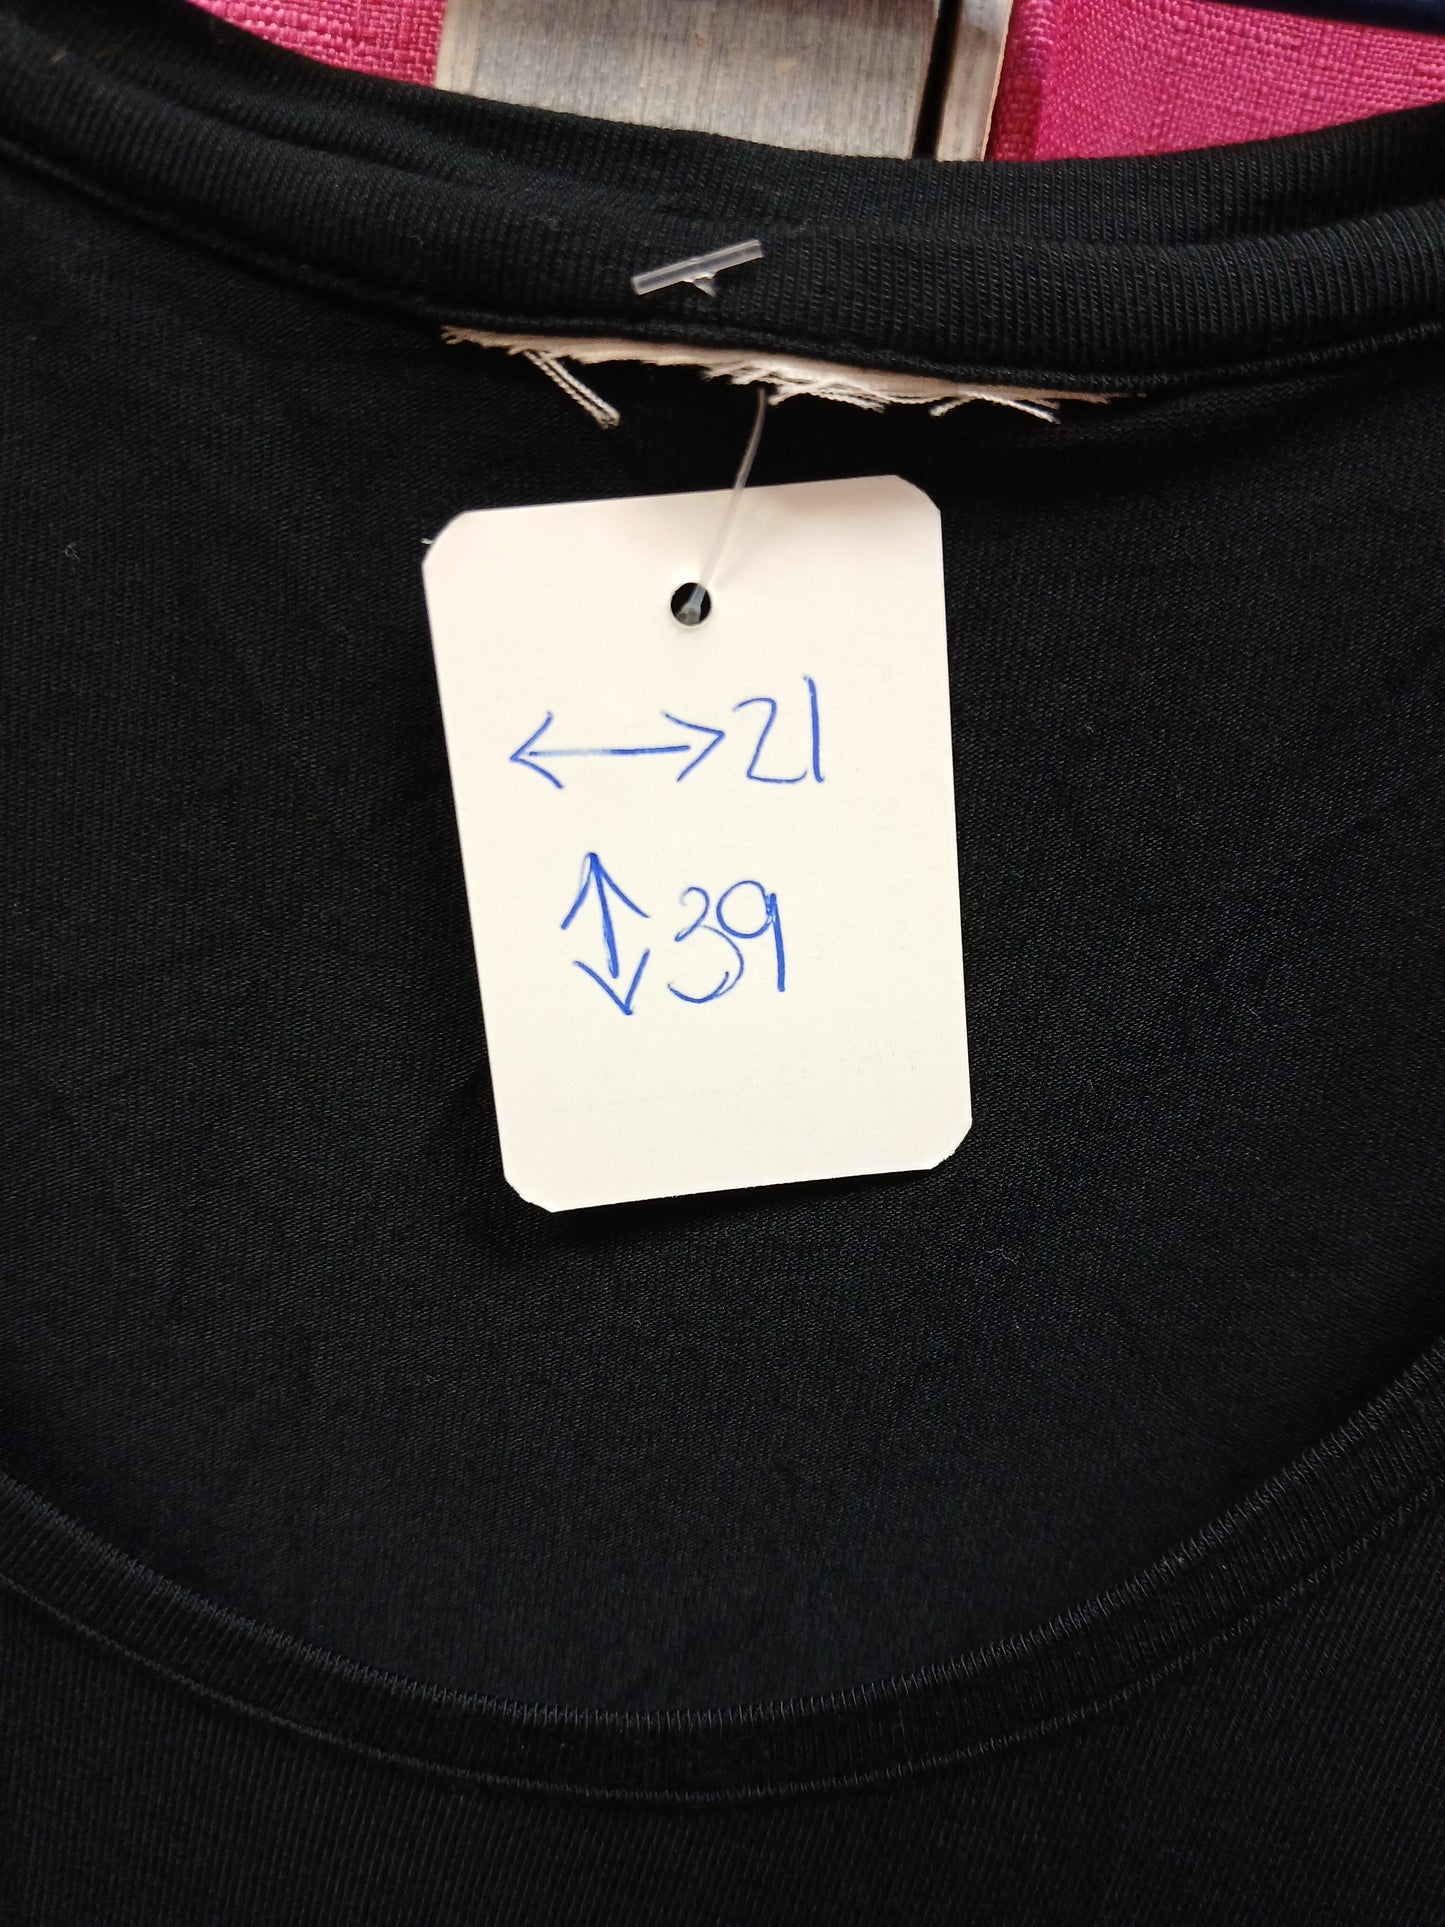 ↔ 21
↕ 39